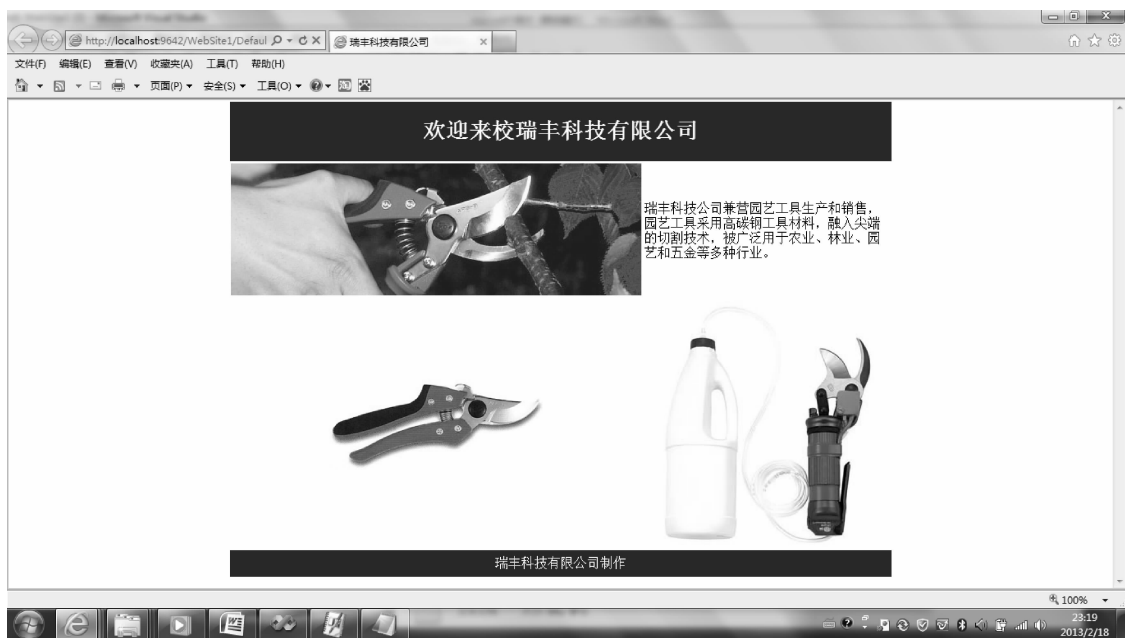 http://localhost:9642/WebSite1/Defaul
瑞丰科技有限公司
文件(F) 编辑(E) 查看(V) 收藏夹(A) 工具(T) 帮助(H)
页面(P) 安全(S) 工具(O)
欢迎来校瑞丰科技有限公司
瑞丰科技公司兼营园艺工具生产和销售，
园艺工具采用高碳钢工具材料，融入尖端
的切割技术，被广泛用于农业、林业、园
艺和五金等多种行业。
瑞丰科技有限公司制作
100%
23:19
2013/2/18